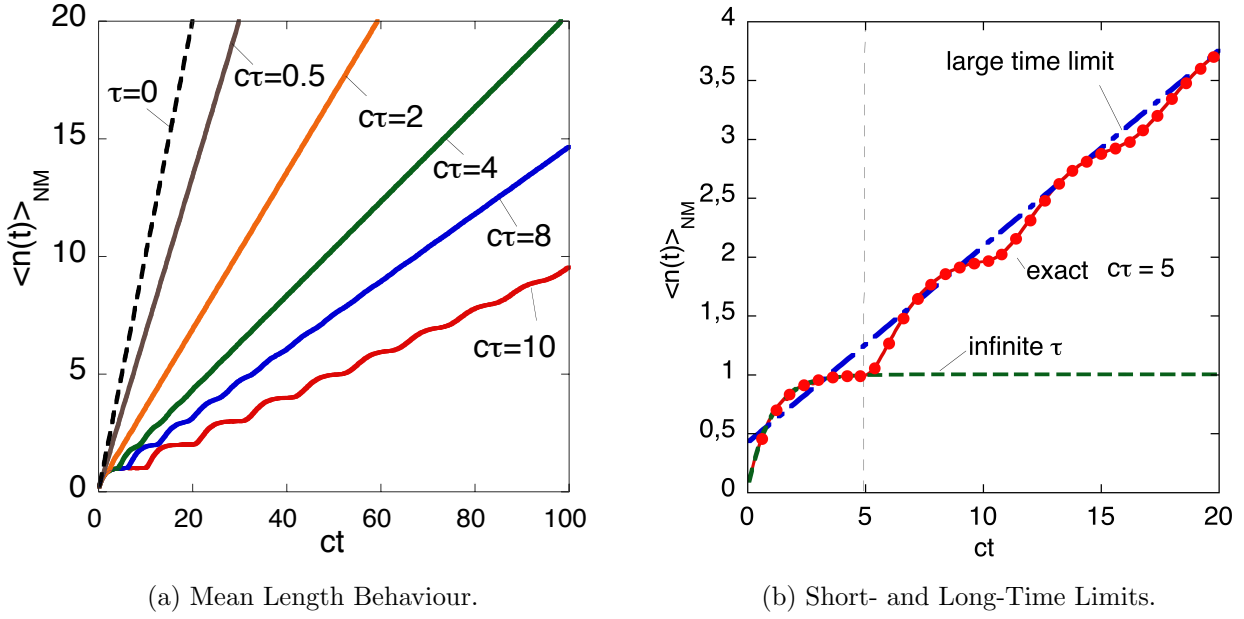 20
15
10
5
0
0
20
40
60
80
100
<n(t)>NM
ct
τ=0
cτ=0.5
cτ=2
cτ=4
cτ=8
cτ=10
(a) Mean Length Behaviour.
4
3,5
3
2,5
2
1,5
1
0,5
0
0
5
10
15
20
<n(t)>NM
ct
large time limit
exact cτ = 5
infinite τ
(b) Short- and Long-Time Limits.